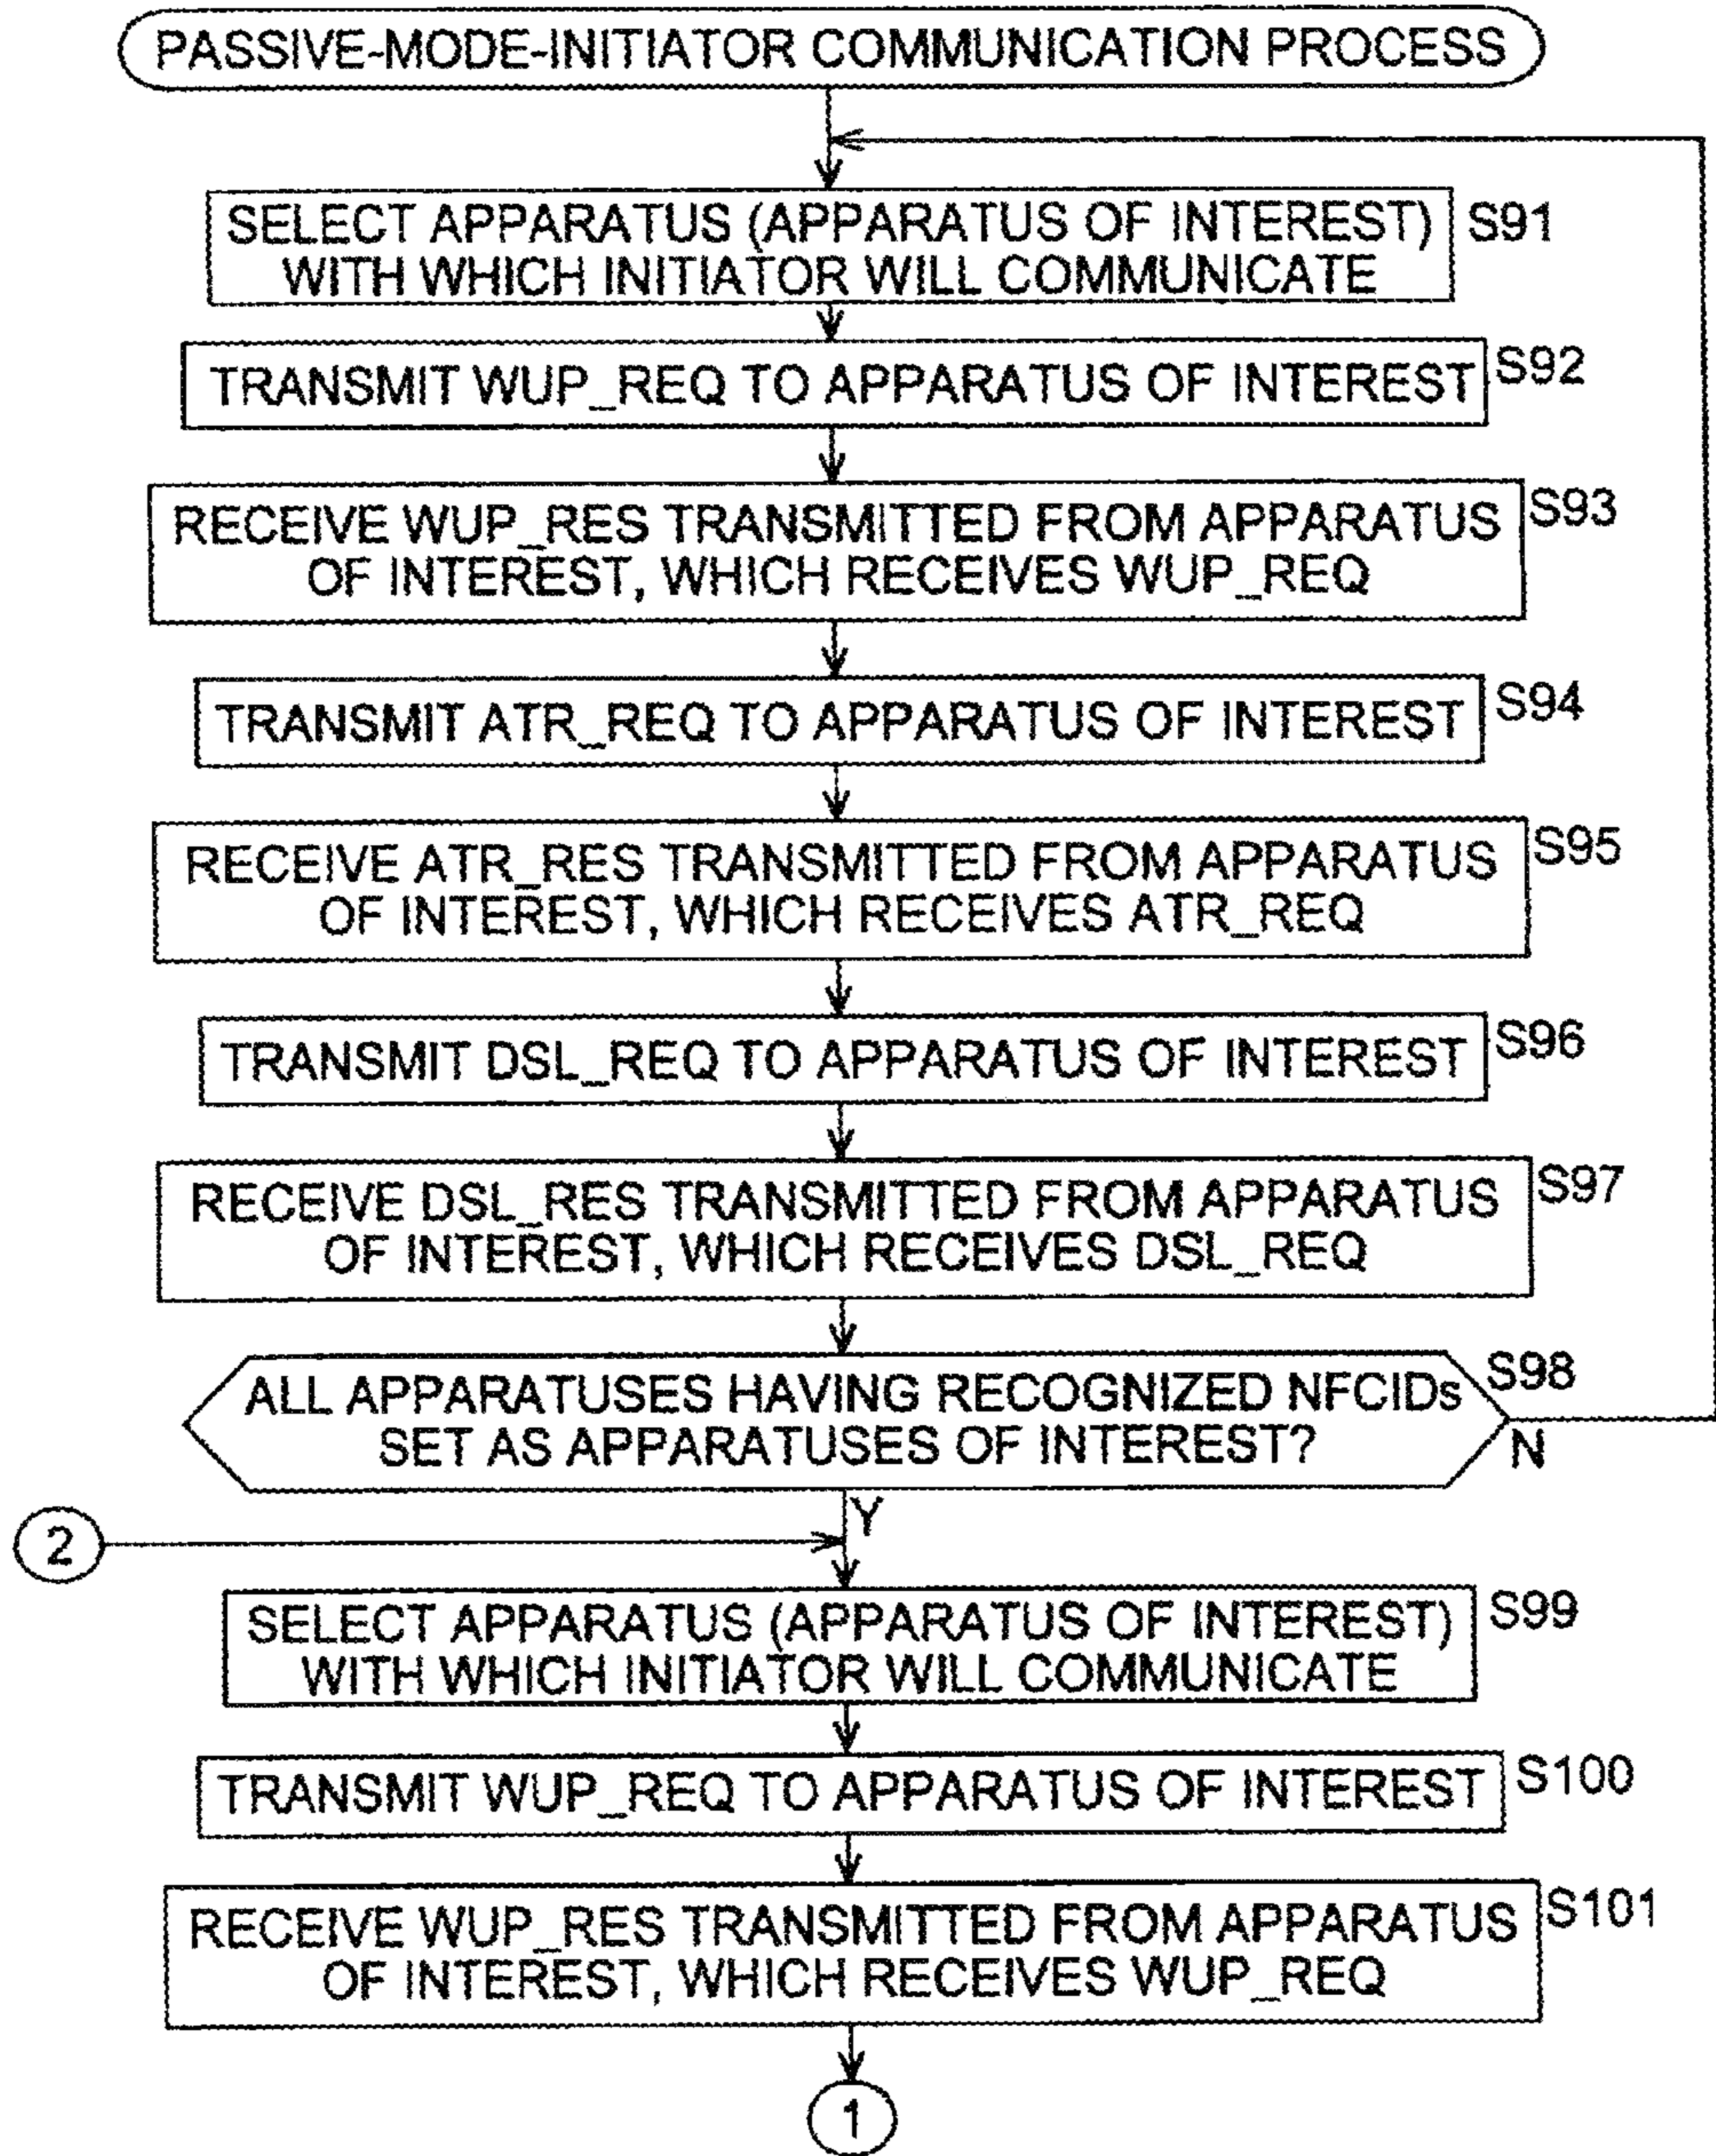 PASSIVE-MODE-INITIATOR COMMUNICATION PROCESS
SELECT APPARATUS (APPARATUS OF INTEREST)
WITH WHICH INITIATOR WILL COMMUNICATE
S91
TRANSMIT WUP_REQ TO APPARATUS OF INTEREST
S92
RECEIVE WUP_RES TRANSMITTED FROM APPARATUS
OF INTEREST, WHICH RECEIVES WUP_REQ
S93
TRANSMIT ATR_REQ TO APPARATUS OF INTEREST
S94
RECEIVE ATR_RES TRANSMITTED FROM APPARATUS
OF INTEREST, WHICH RECEIVES ATR_REQ
S95
TRANSMIT DSL_REQ TO APPARATUS OF INTEREST
S96
RECEIVE DSL_RES TRANSMITTED FROM APPARATUS
OF INTEREST, WHICH RECEIVES DSL_REQ
S97
ALL APPARATUSES HAVING RECOGNIZED NFCIDs
SET AS APPARATUSES OF INTEREST?
S98
N
Y
2
SELECT APPARATUS (APPARATUS OF INTEREST)
WITH WHICH INITIATOR WILL COMMUNICATE
S99
TRANSMIT WUP_REQ TO APPARATUS OF INTEREST
S100
RECEIVE WUP_RES TRANSMITTED FROM APPARATUS
OF INTEREST, WHICH RECEIVES WUP_REQ
S101
1